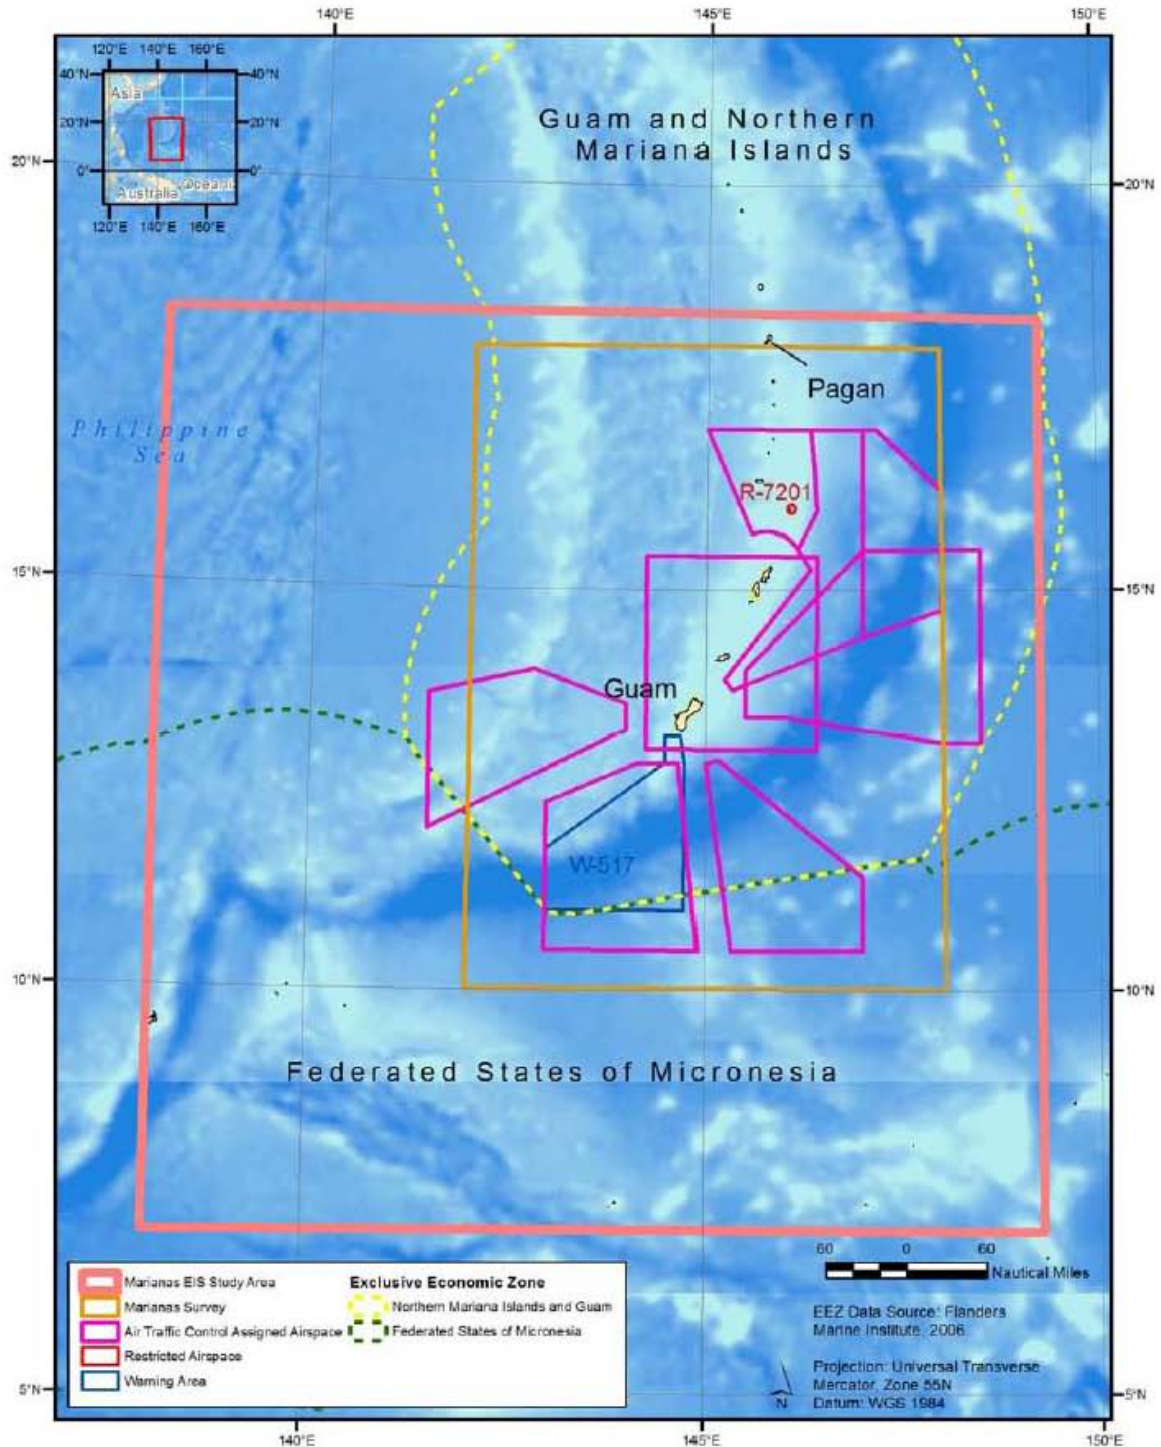 140°E 145°E 150°E
120°E 140°E 160°E
40°N 40°N
Asia
20°N 20°N
0° 0°
Ocean
Australia
120°E 140°E 160°E
Guam and Northern
Mariana Islands
20°N 20°N
Pagan
Philippine
Sea
R-7201
15°N 15°N
Guam
W-517
10°N 10°N
Federated States of Micronesia
60 0 60
Nautical Miles
Marianas EIS Study Area
Marianas Survey
Air Traffic Control Assigned Airspace
Restricted Airspace
Warning Area
Exclusive Economic Zone
Northern Mariana Islands and Guam
Federated States of Micronesia
EEZ Data Source: Flanders
Marine Institute, 2006
Projection: Universal Transverse
Mercator, Zone 55N
Datum: WGS 1984
N
5°N 5°N
140°E 145°E 150°E